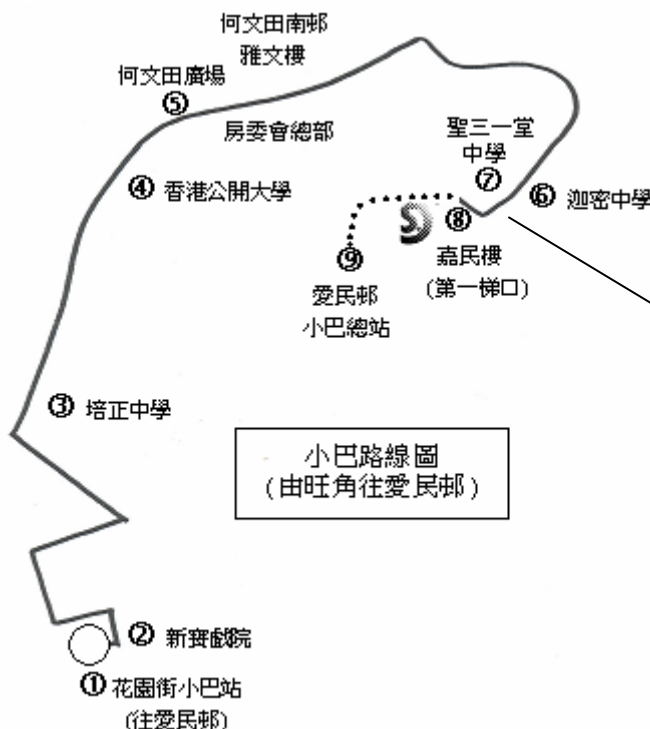 何文田南邨
雅文樓
何文田廣場
⑤
房委會總部
聖三一堂
中學
⑦
④ 香港公開大學
⑥ 迦密中學
⑧
嘉民樓
(第一梯口)
⑨
愛民邨
小巴總站
③ 培正中學
小巴路線圖
(由旺角往愛民邨)
② 新寶戲院
① 花園街小巴站
(往愛民邨)